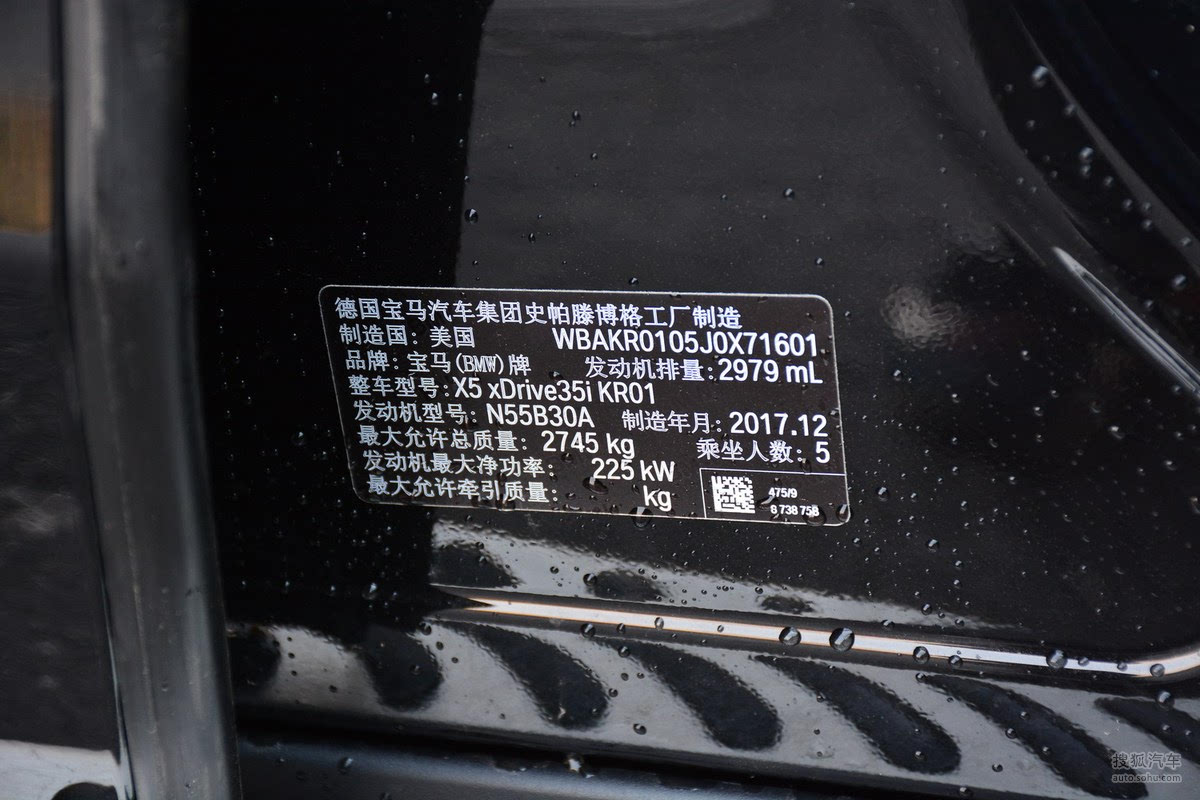 德国宝马汽车集团史帕滕博格工厂制造
制造国: 美国 WBAKR0105J0X71601
品牌: 宝马(BMW)牌 发动机排量: 2979 mL
整车型号: X5 xDrive35i KR01
发动机型号: N55B30A 制造年月: 2017.12
最大允许总质量: 2745 kg 乘坐人数: 5
发动机最大净功率: 225 kW
最大允许牵引质量: kg
475/9
8 738 758
搜狐汽车
auto.sohu.com